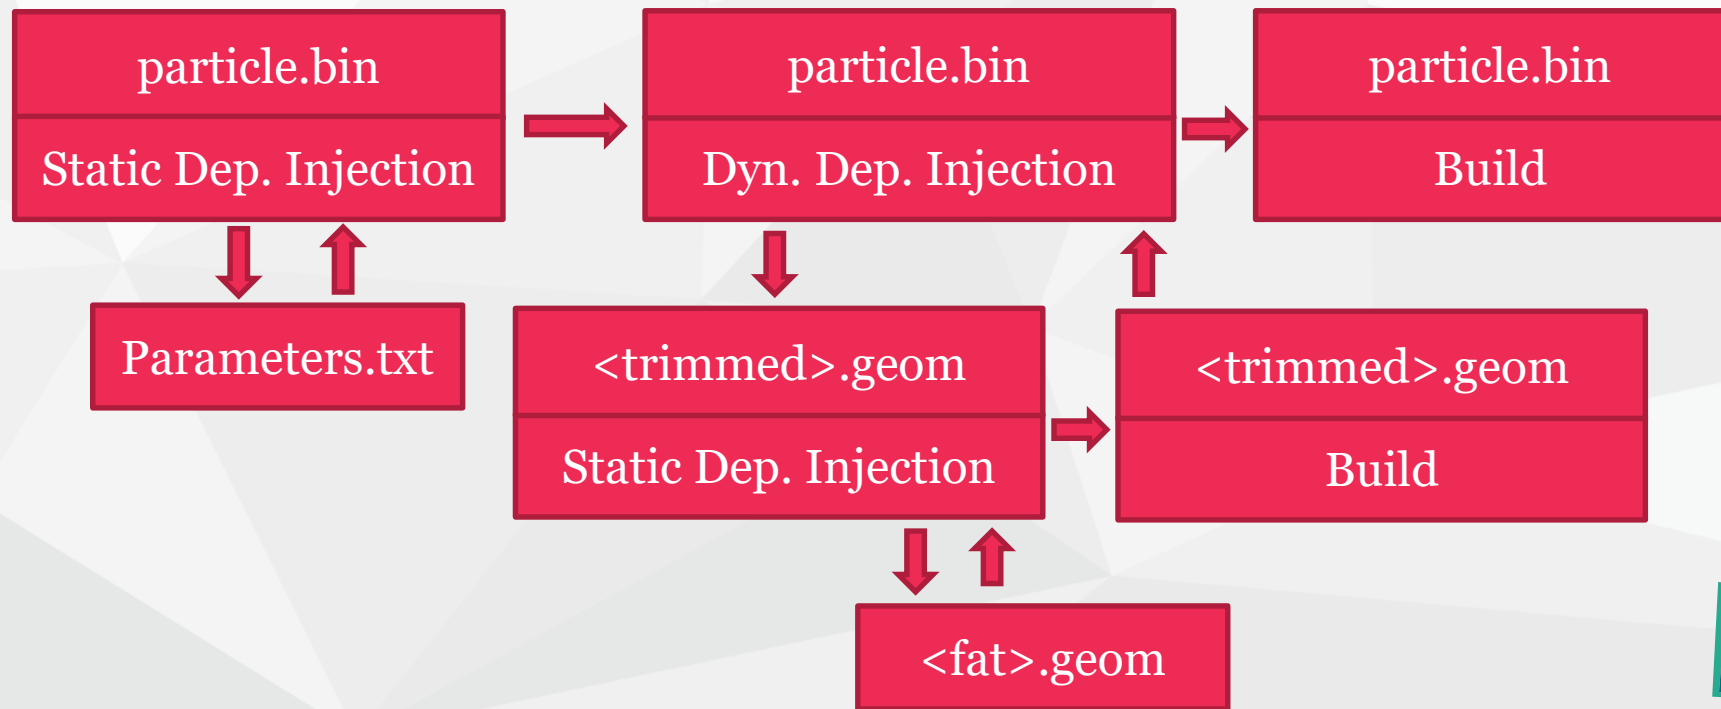 particle.bin
Static Dep. Injection
particle.bin
Dyn. Dep. Injection
particle.bin
Build
Parameters.txt
<trimmed>.geom
Static Dep. Injection
<trimmed>.geom
Build
<fat>.geom